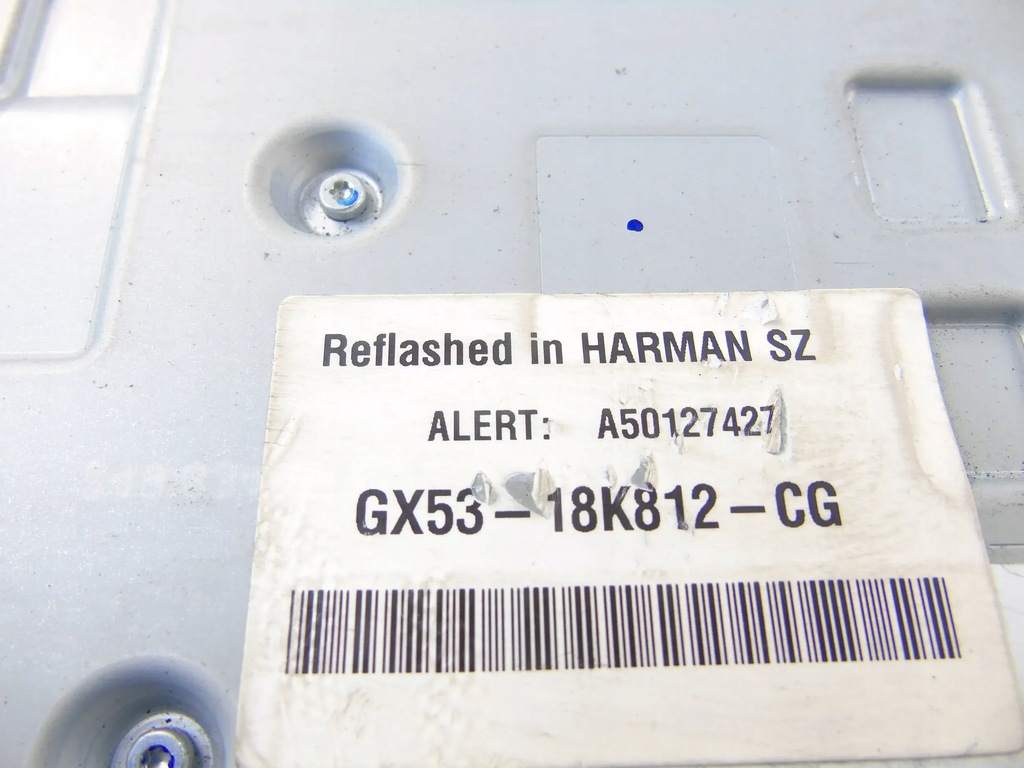 Reflashed in HARMAN SZ
ALERT: A50127427
GX53-18K812-CG